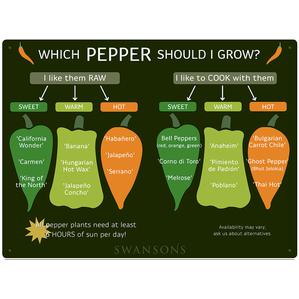 WHICH PEPPER SHOULD I GROW?
I like them RAW
I like to COOK with them
SWEET
WARM
HOT
SWEET
WARM
HOT
'California
Wonder'
'Carmen'
'King of
the North'
'Banana'
'Hungarian
Hot Wax'
'Jalapeño
Conchо'
'Habañero'
'Jalapeño'
'Serrano'
Bell Peppers
(red, orange, green)
'Corno di Toro'
'Melrose'
'Anaheim'
'Pimiento
de Padrón'
'Poblano'
'Bulgarian
Carrot Chile'
'Ghost Pepper
(Bhut Jolokia)
'Thai Hot'
All pepper plants need at least
8 HOURS of sun per day!
Availability may vary,
ask us about alternatives.
SWANSONS